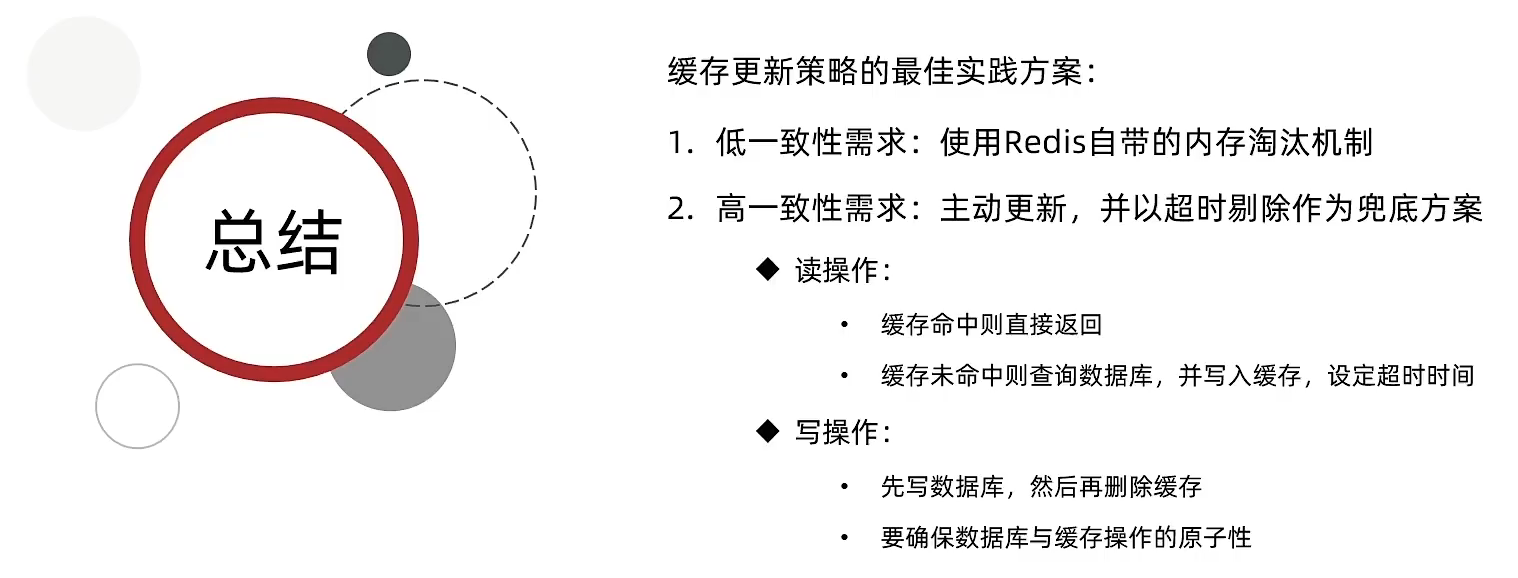 总结
缓存更新策略的最佳实践方案：
1. 低一致性需求：使用Redis自带的内存淘汰机制
2. 高一致性需求：主动更新，并以超时剔除作为兜底方案
◆ 读操作：
• 缓存命中则直接返回
• 缓存未命中则查询数据库，并写入缓存，设定超时时间
◆ 写操作：
• 先写数据库，然后再删除缓存
• 要确保数据库与缓存操作的原子性